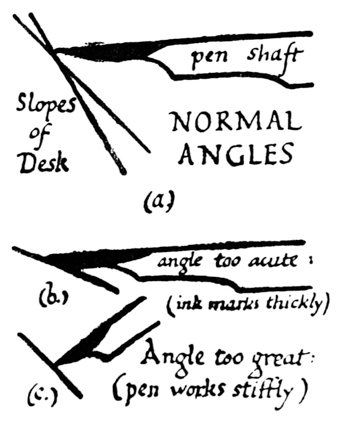 pen shaft
Slopes
of
Desk
NORMAL
ANGLES
(a.)
angle too acute:
(b.)
(ink marks thickly)
Angle too great:
(c.)
(pen works stiffly)